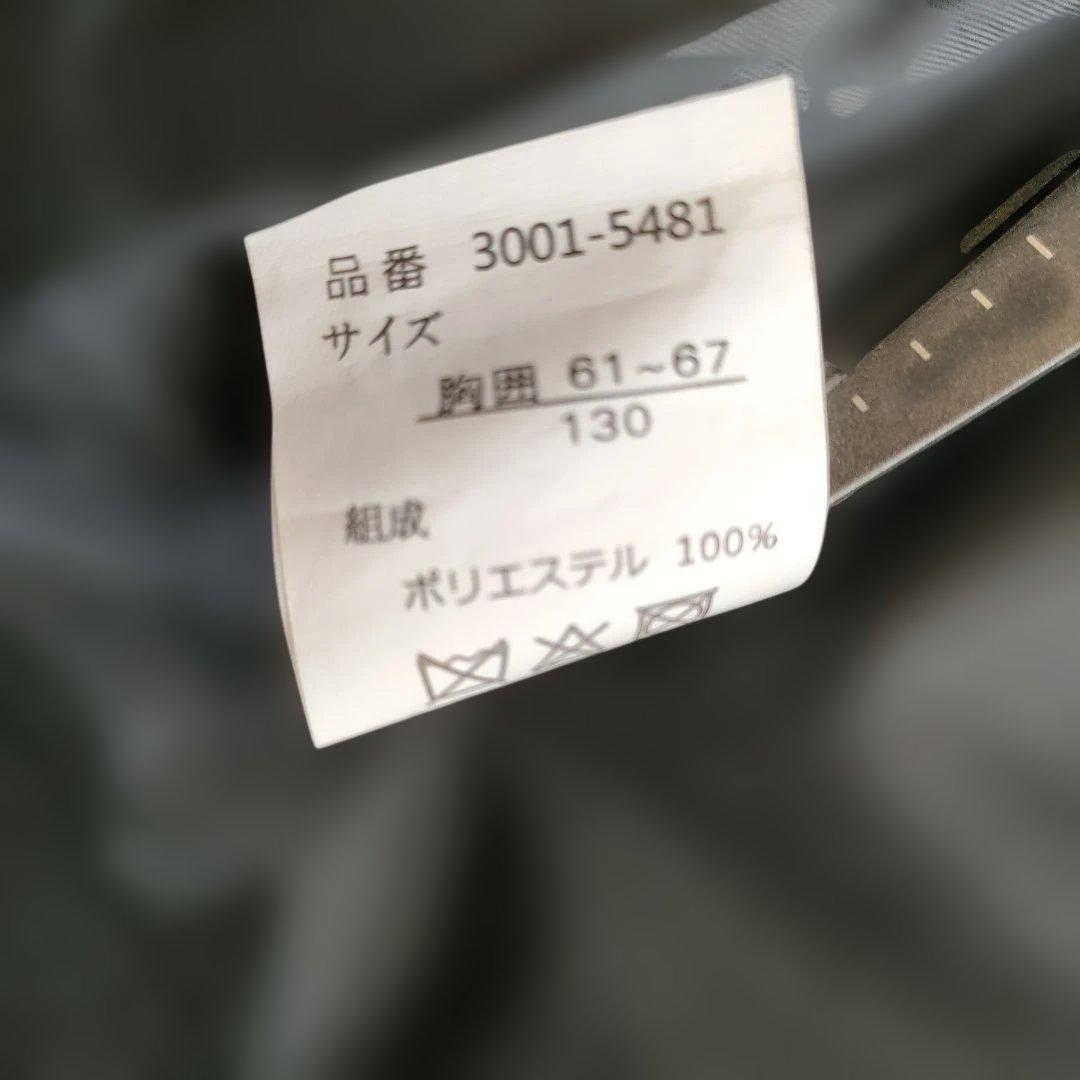 品番 3001-5481
サイズ
胸囲 61~67
130
組成
ポリエステル 100%